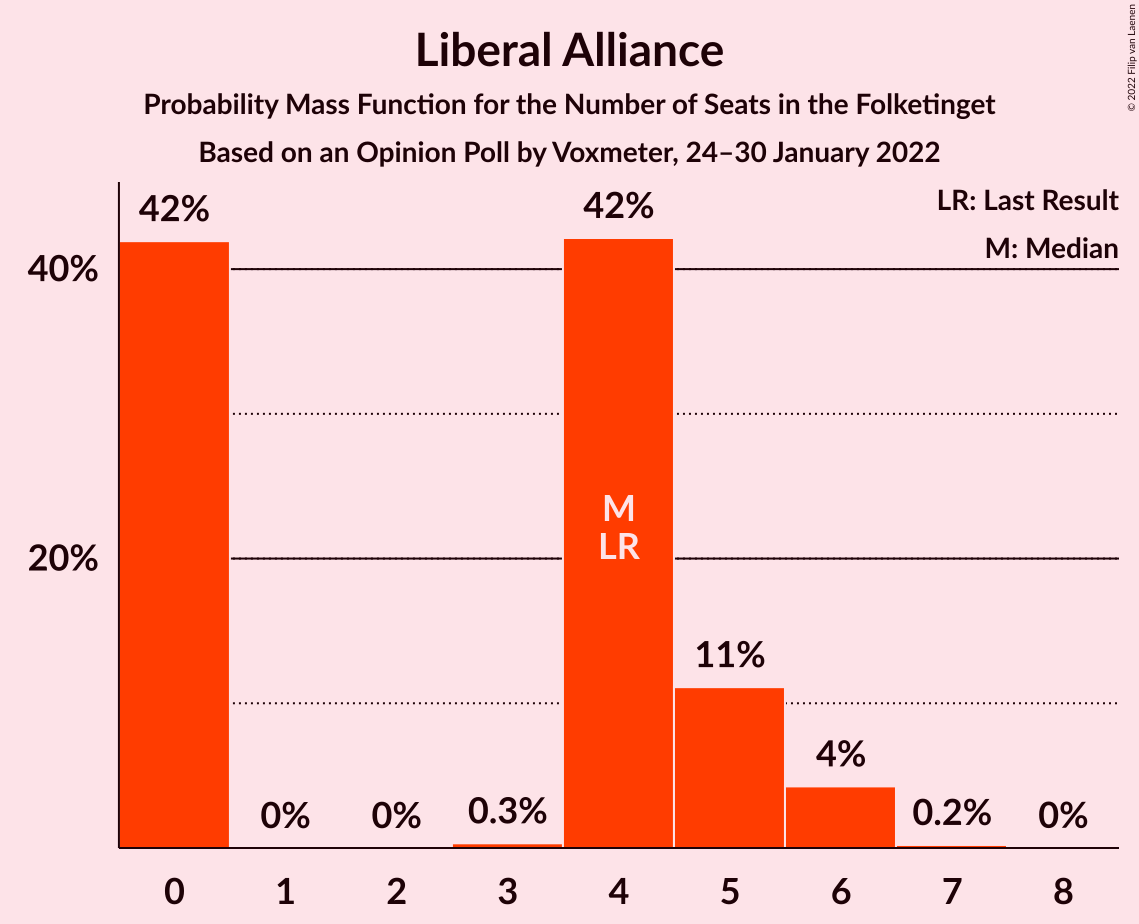 Liberal Alliance
Probability Mass Function for the Number of Seats in the Folketinget
Based on an Opinion Poll by Voxmeter, 24–30 January 2022
© 2022 Filip van Laenen
LR: Last Result
M: Median
42%
42%
40%
M
LR
20%
11%
4%
0%
0%
0.3%
0.2%
0%
0
1
2
3
4
5
6
7
8